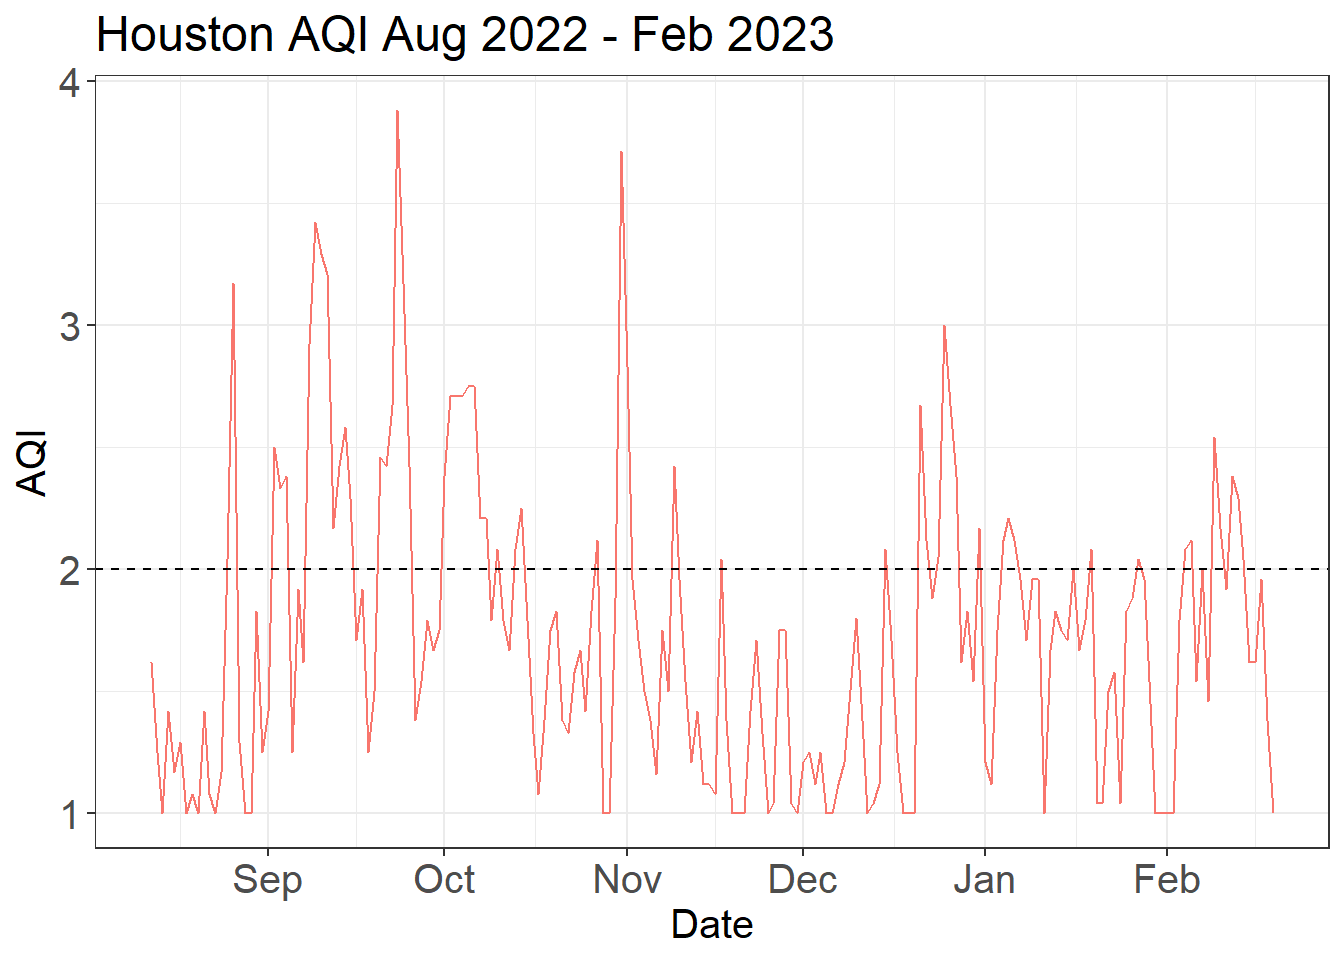 Houston AQI Aug 2022 - Feb 2023
4
3
2
1
AQI
Sep Oct Nov Dec Jan Feb
Date